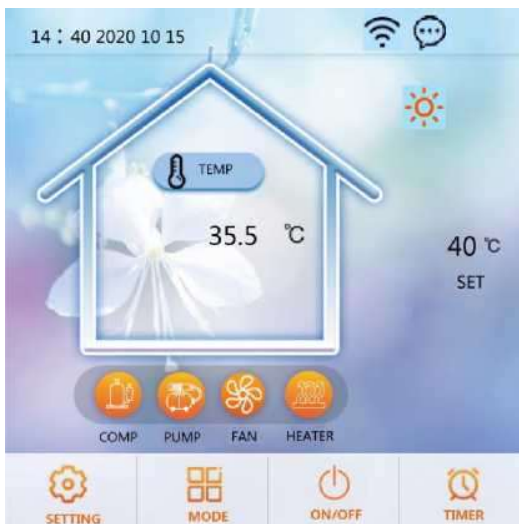 14：40 2020 10 15
TEMP
35.5 ℃
40 ℃
SET
COMP PUMP FAN HEATER
SETTING MODE ON/OFF TIMER